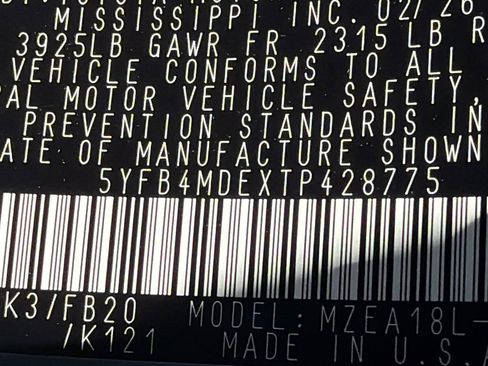 MISSISSIPPI INC. 02/26
3925LB GAWR FR 2315 LB R
VEHICLE CONFORMS TO ALL
AL MOTOR VEHICLE SAFETY,
PREVENTION STANDARDS IN
ATE OF MANUFACTURE SHOWN
5YFB4MDEXTP428775
K3/FB20 MODEL: MZEA18L-
/K121 MADE IN U.S.A